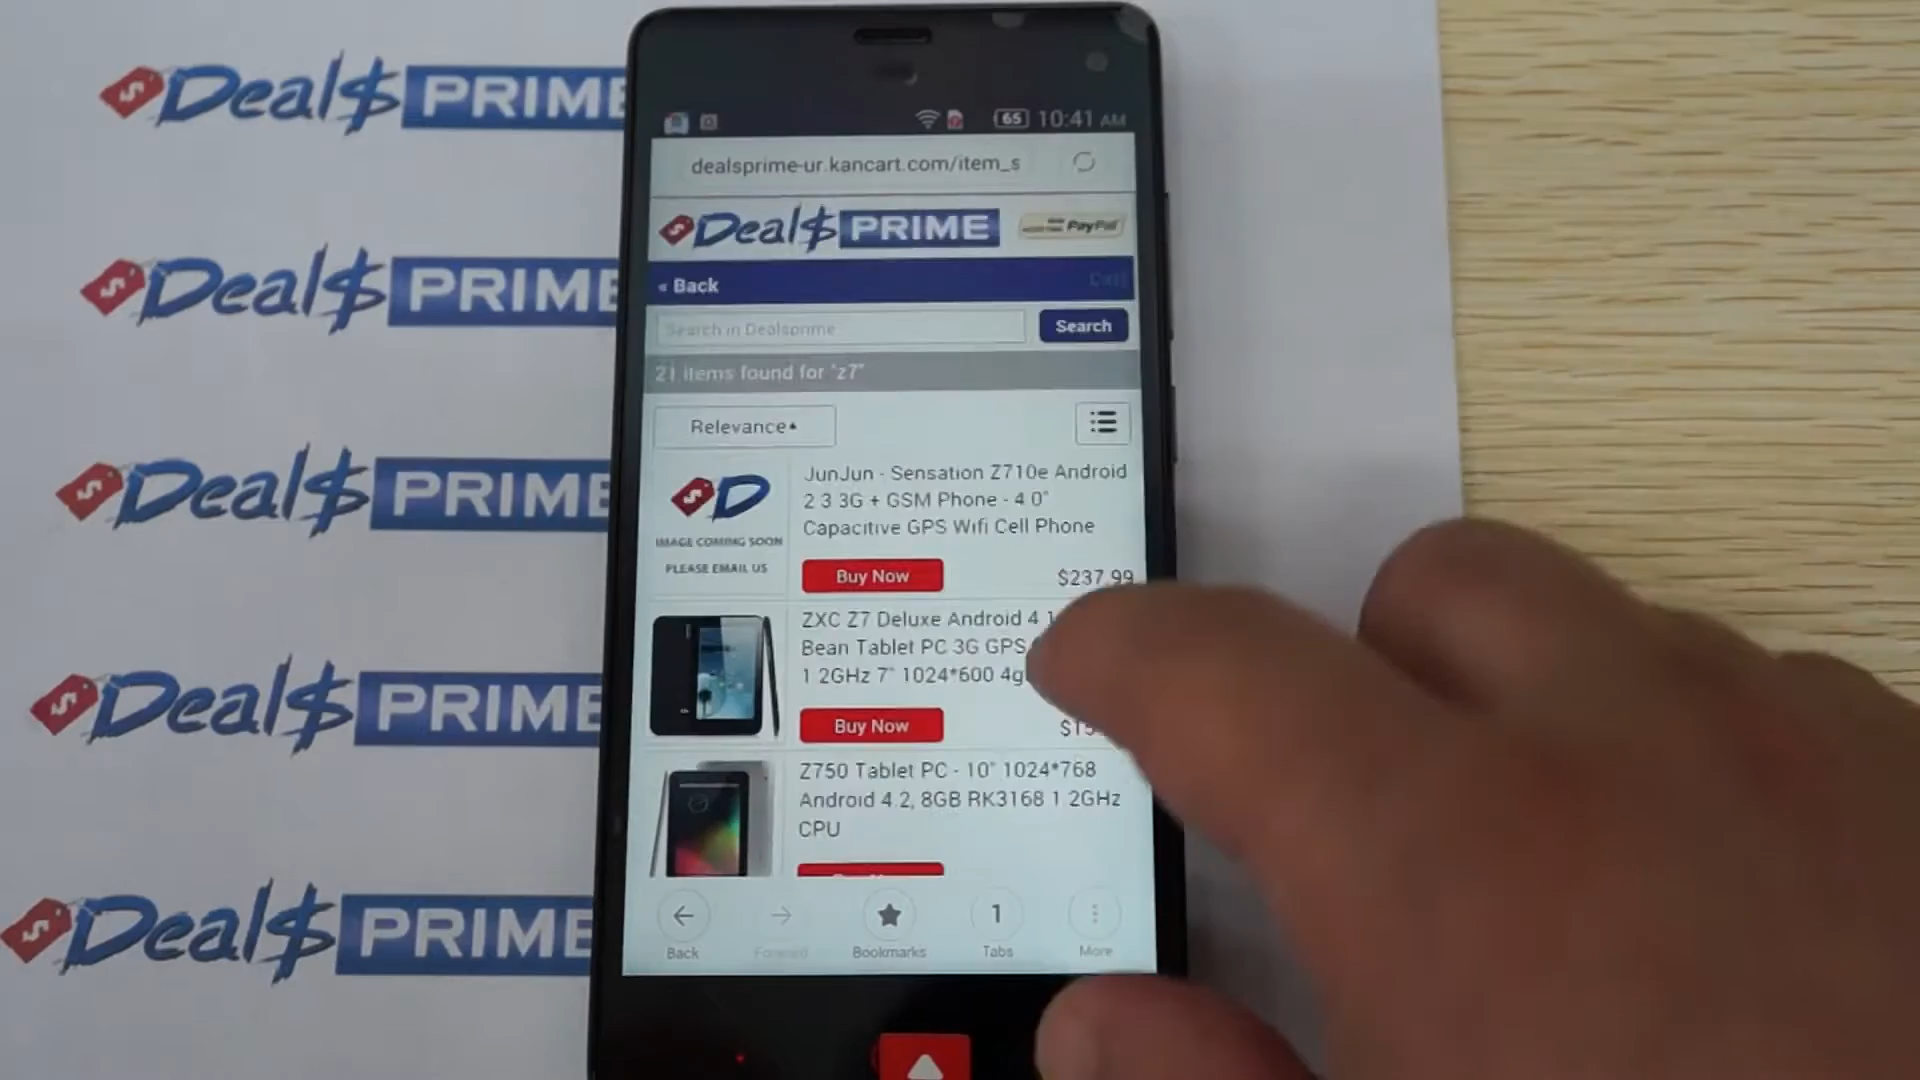 Deal$ PRIME
Deal$ PRIME
Deal$ PRIME
Deal$ PRIME
Deal$ PRIME
65 10:41 AM
dealsprime-ur.kancart.com/item_s
Deal$ PRIME
PayPal
« Back
Search in Dealsprime
Search
21 items found for "z7"
Relevance
JunJun - Sensation Z710e Android
2 3 3G + GSM Phone - 4 0"
Capacitive GPS Wifi Cell Phone
IMAGE COMING SOON
PLEASE EMAIL US
Buy Now
$237.99
ZXC Z7 Deluxe Android 4 1
Bean Tablet PC 3G GPS
1 2GHz 7" 1024*600 4g
Buy Now
Z750 Tablet PC - 10" 1024*768
Android 4.2, 8GB RK3168 1 2GHz
CPU
1
Back
Forward
Bookmarks
Tabs
More